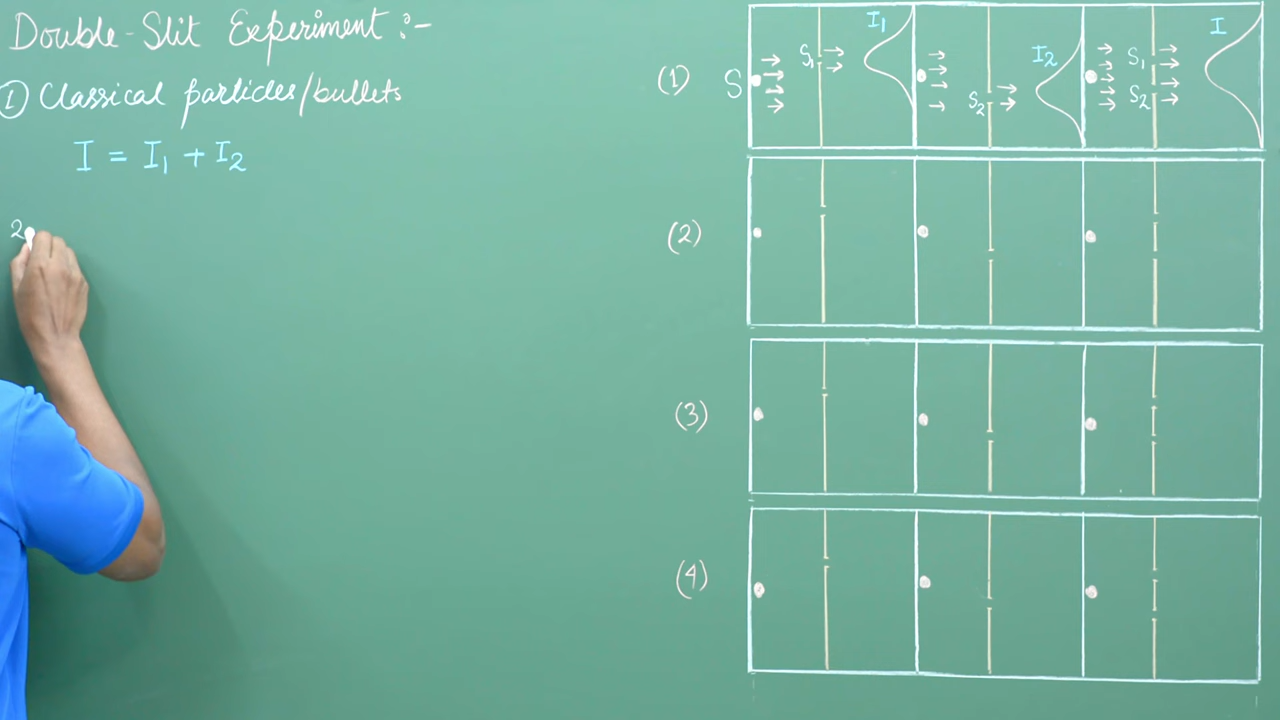 Double-Slit Experiment :-
① Classical particles/bullets
I = I₁ + I₂
2
(1) S S₁ I₁ S₂ I₂ S₁ S₂ I
(2)
(3)
(4)